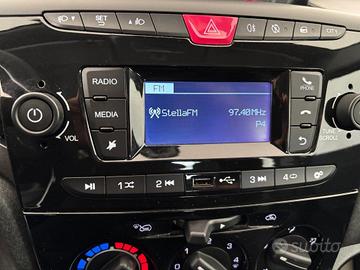 SET
RADIO
FM
PHONE
StellaFM 97.40MHz
MEDIA
P4
VOL
TUNE
SCROLL
1 2 3 4
subito